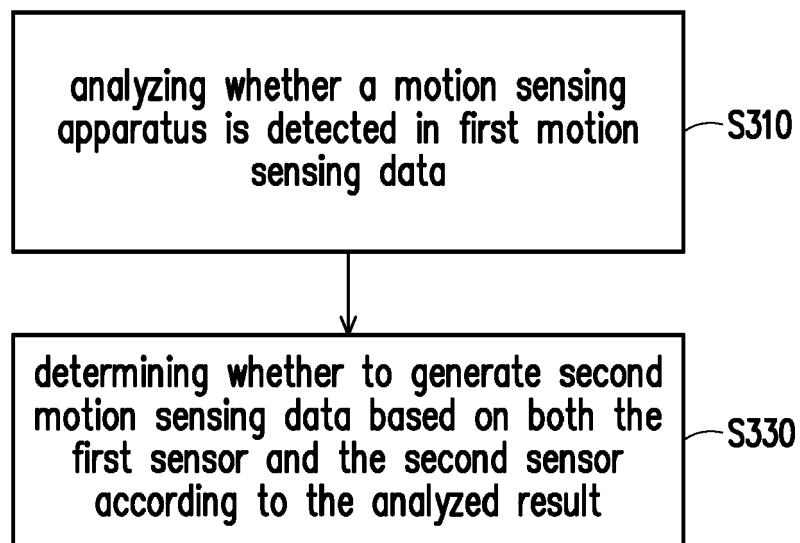 analyzing whether a motion sensing
apparatus is detected in first motion
sensing data
S310
determining whether to generate second
motion sensing data based on both the
first sensor and the second sensor
according to the analyzed result
S330